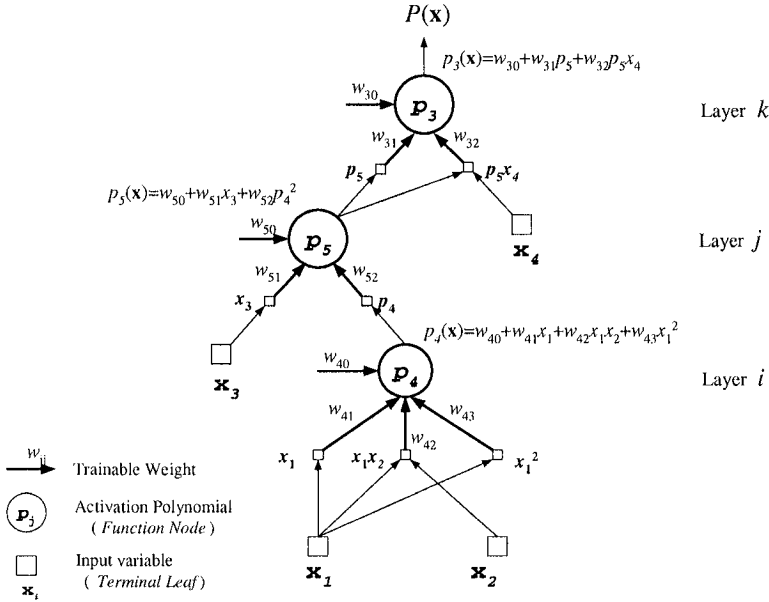 P(x)
p3(x)=w30+w31p5+w32p5x4
w30
p3
Layer k
w31
w32
p5
p5x4
p5(x)=w50+w51x3+w52p4²
w50
p5
x4
Layer j
w51
w52
x3
p4
p4(x)=w40+w41x1+w42x1x2+w43x1²
w40
p4
x3
Layer i
w41
w43
w42
x1
x1x2
x1²
wij
Trainable Weight
pj
Activation Polynomial
( Function Node )
Input variable
( Terminal Leaf )
xi
x1
x2